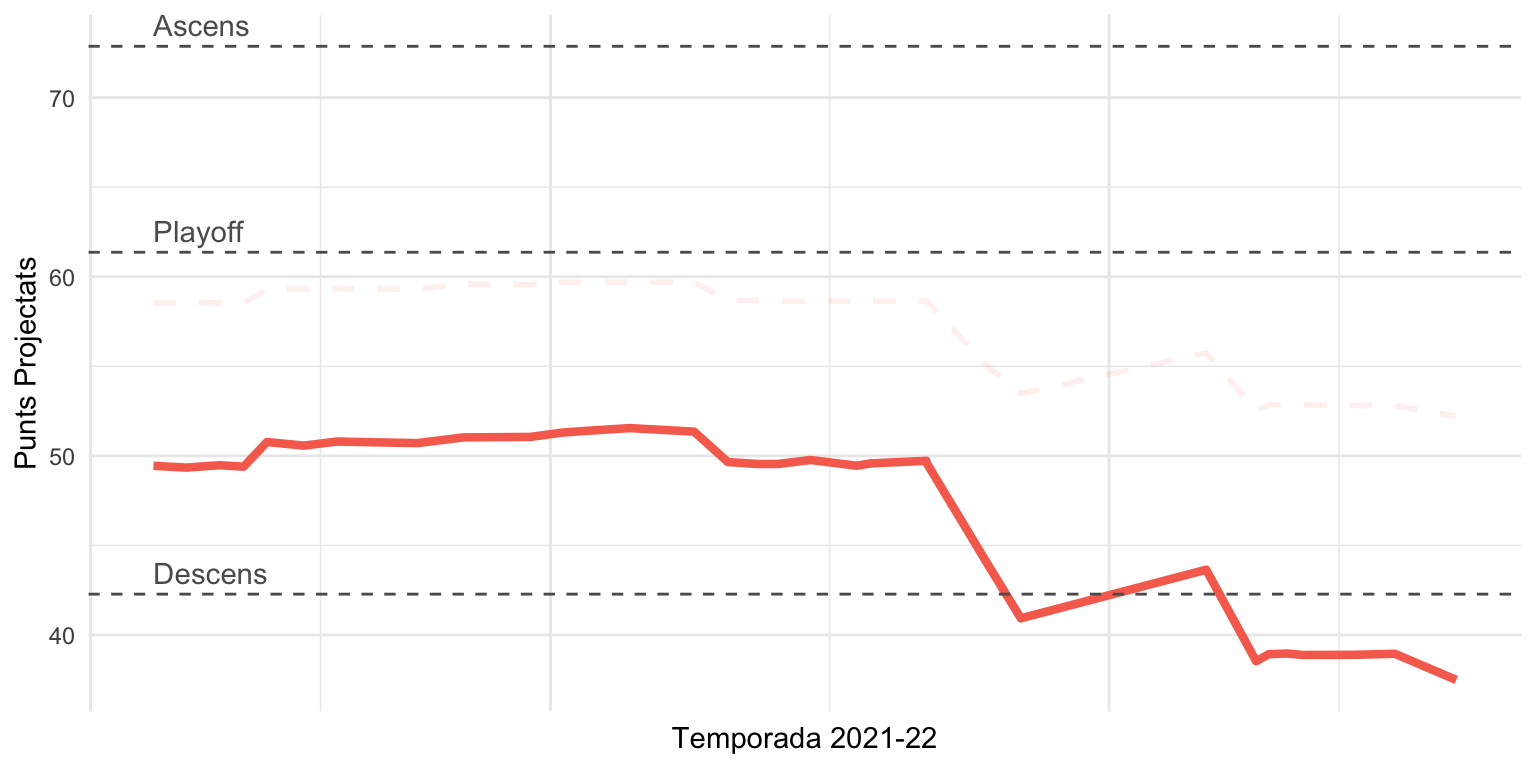 Ascens
70
Playoff
60
50
Descens
40
Punts Projectats
Temporada 2021-22